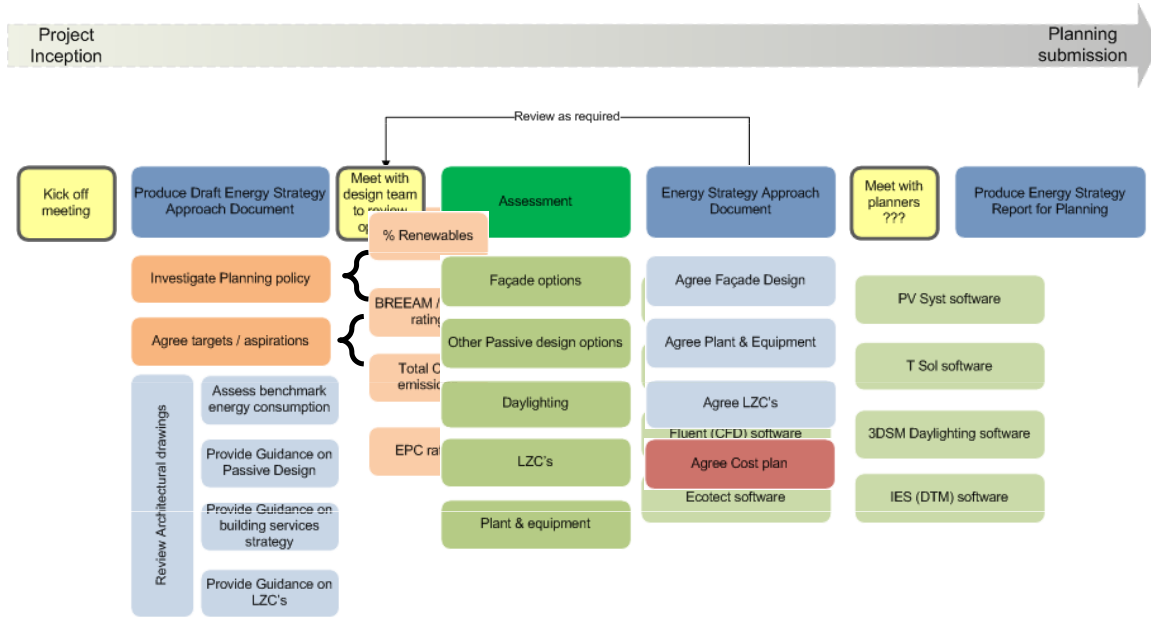 Project
Inception
Planning
submission
Review as required
Kick off
meeting
Produce Draft Energy Strategy
Approach Document
Meet with
design team
to review
Assessment
Energy Strategy Approach
Document
Meet with
planners
???
Produce Energy Strategy
Report for Planning
% Renewables
Investigate Planning policy
Agree targets / aspirations
BREEAM /
rating
Total
EPC
Review Architectural drawings
Assess benchmark
energy consumption
Provide Guidance on
Passive Design
Provide Guidance on
building services
strategy
Provide Guidance on
LZC's
Façade options
Other Passive design options
Daylighting
LZC's
Plant & equipment
Agree Façade Design
Agree Plant & Equipment
Agree LZC's
Fluent (CFD) software
Agree Cost plan
Ecotect software
PV Syst software
T Sol software
3DSM Daylighting software
IES (DTM) software